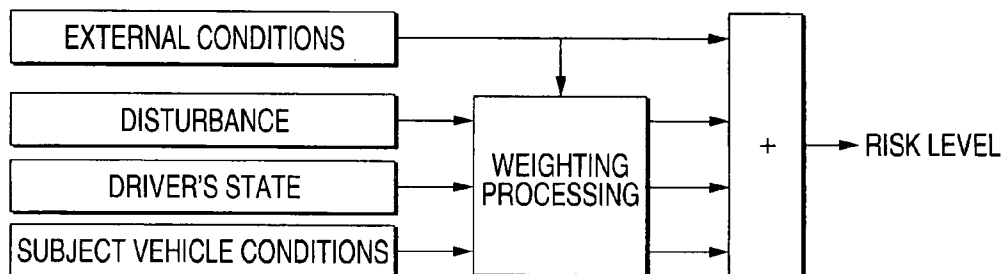 EXTERNAL CONDITIONS
DISTURBANCE
DRIVER'S STATE
SUBJECT VEHICLE CONDITIONS
WEIGHTING
PROCESSING
+
RISK LEVEL